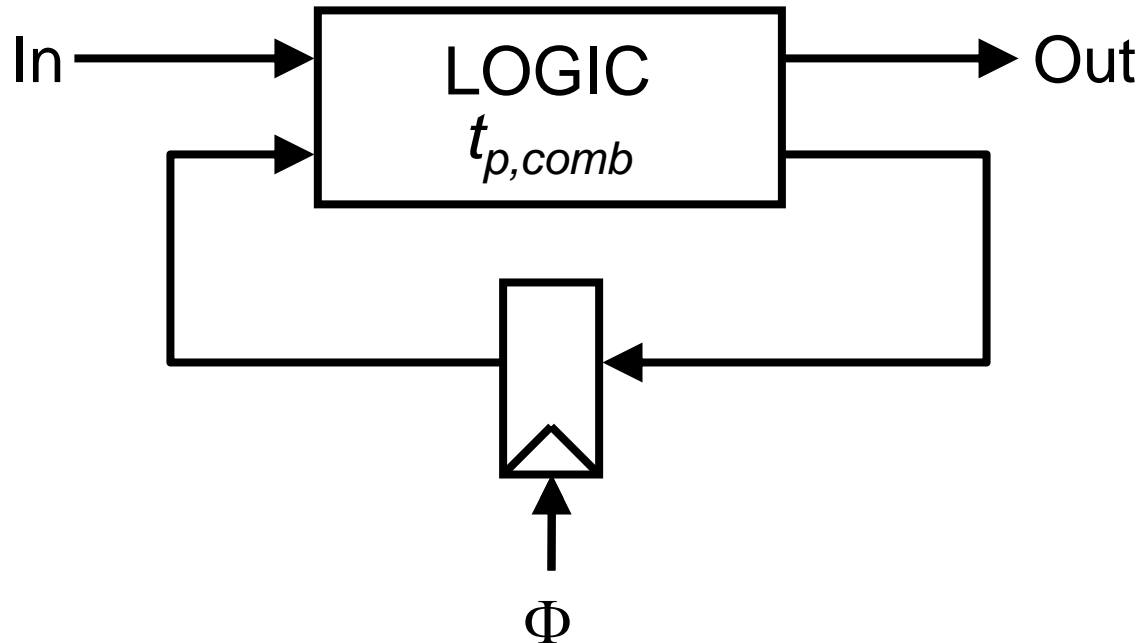 In
LOGIC
Out
t_{p,comb}
Φ